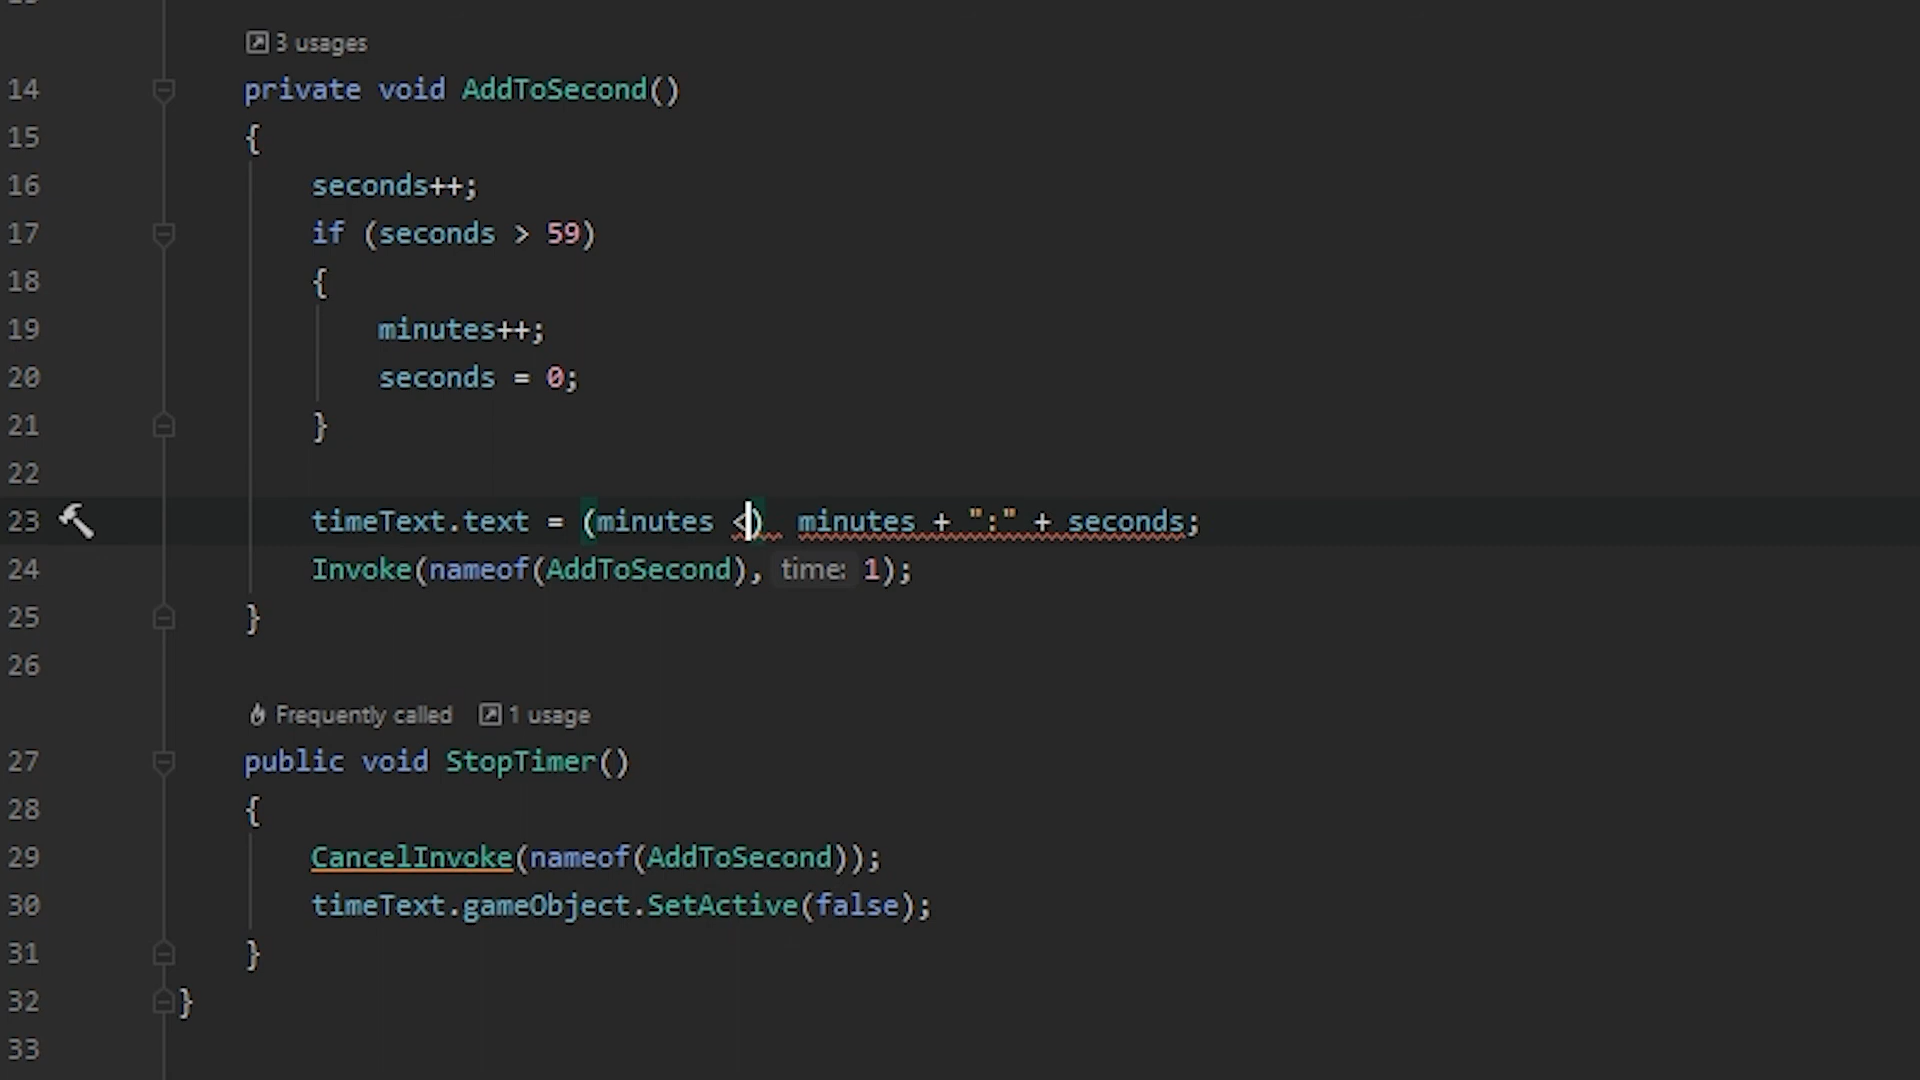 3 usages
14 private void AddToSecond()
15 {
16 seconds++;
17 if (seconds > 59)
18 {
19 minutes++;
20 seconds = 0;
21 }
22
23 timeText.text = (minutes <) minutes + ":" + seconds;
24 Invoke(nameof(AddToSecond), time: 1);
25 }
26
Frequently called 1 usage
27 public void StopTimer()
28 {
29 CancelInvoke(nameof(AddToSecond));
30 timeText.gameObject.SetActive(false);
31 }
32 }
33